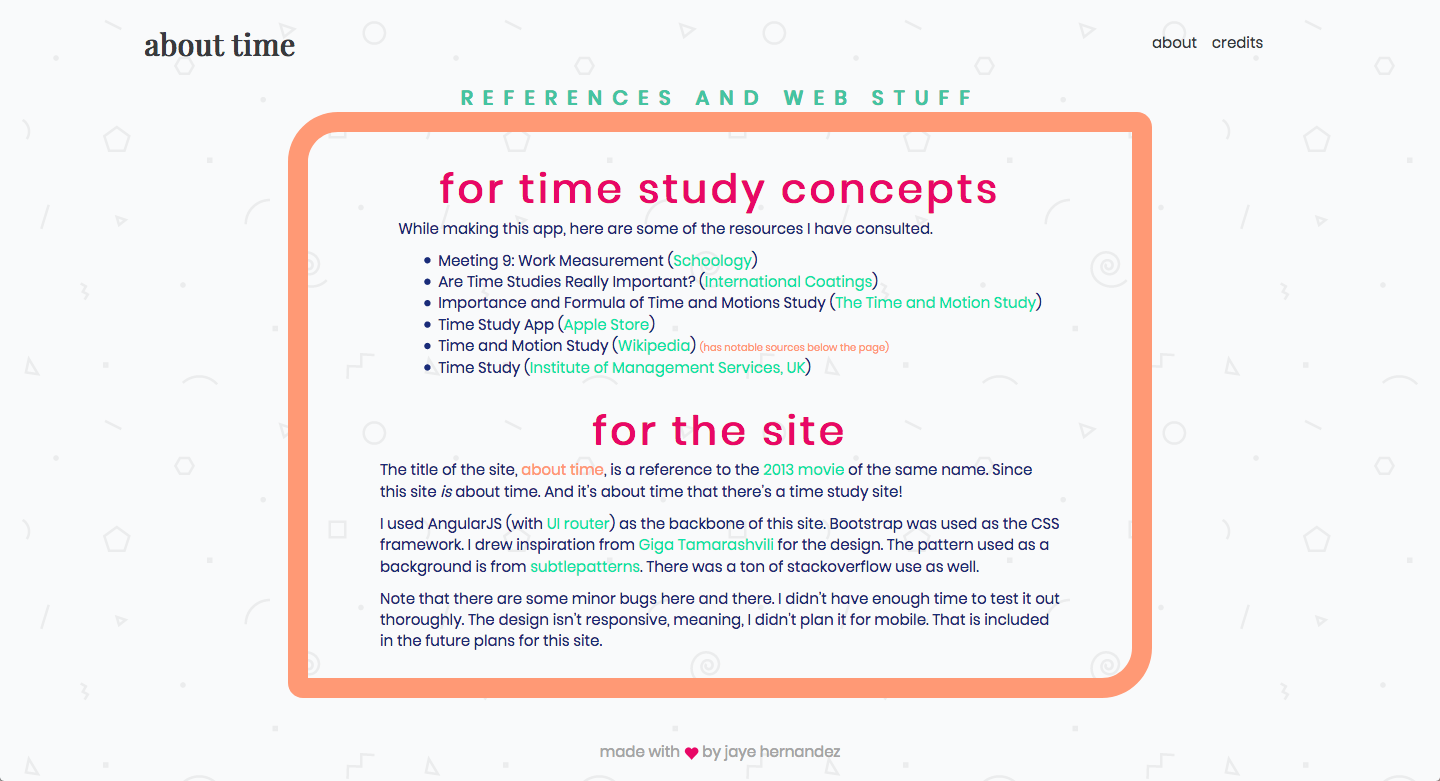 about time
about credits
REFERENCES AND WEB STUFF
for time study concepts
While making this app, here are some of the resources I have consulted.
• Meeting 9: Work Measurement (Schoology)
• Are Time Studies Really Important? (International Coatings)
• Importance and Formula of Time and Motions Study (The Time and Motion Study)
• Time Study App (Apple Store)
• Time and Motion Study (Wikipedia) (has notable sources below the page)
• Time Study (Institute of Management Services, UK)
for the site
The title of the site, about time, is a reference to the 2013 movie of the same name. Since
this site is about time. And it's about time that there's a time study site!
I used AngularJS (with UI router) as the backbone of this site. Bootstrap was used as the CSS
framework. I drew inspiration from Giga Tamarashvili for the design. The pattern used as a
background is from subtlepatterns. There was a ton of stackoverflow use as well.
Note that there are some minor bugs here and there. I didn't have enough time to test it out
thoroughly. The design isn't responsive, meaning, I didn't plan it for mobile. That is included
in the future plans for this site.
made with ♥ by jaye hernandez